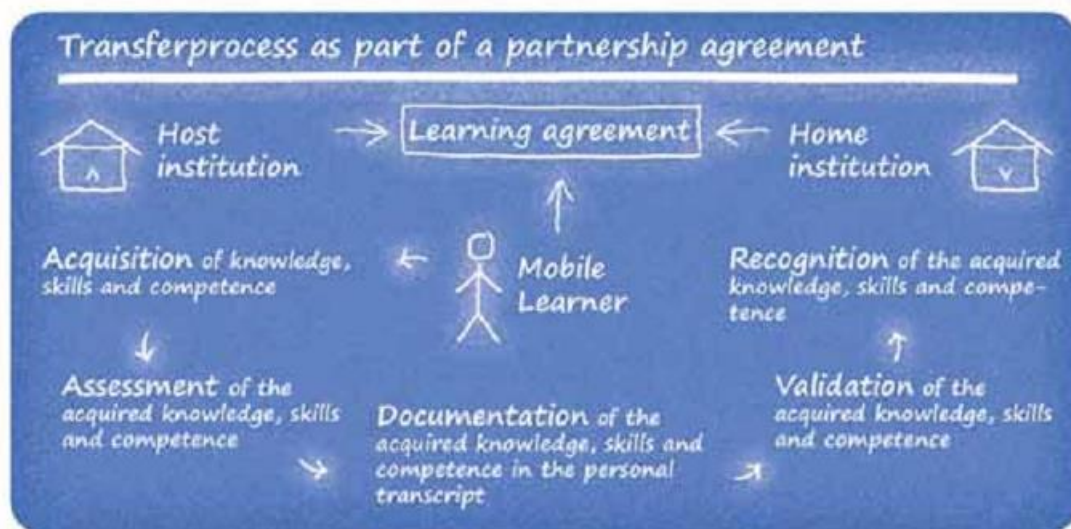 Transferprocess as part of a partnership agreement
Host
institution
Learning agreement
Home
institution
Acquisition of knowledge,
skills and competence
Mobile
Learner
Recognition of the acquired
knowledge, skills and compe-
tence
Assessment of the
acquired knowledge, skills
and competence
Documentation of the
acquired knowledge, skills and
competence in the personal
transcript
Validation of the
acquired knowledge, skills
and competence